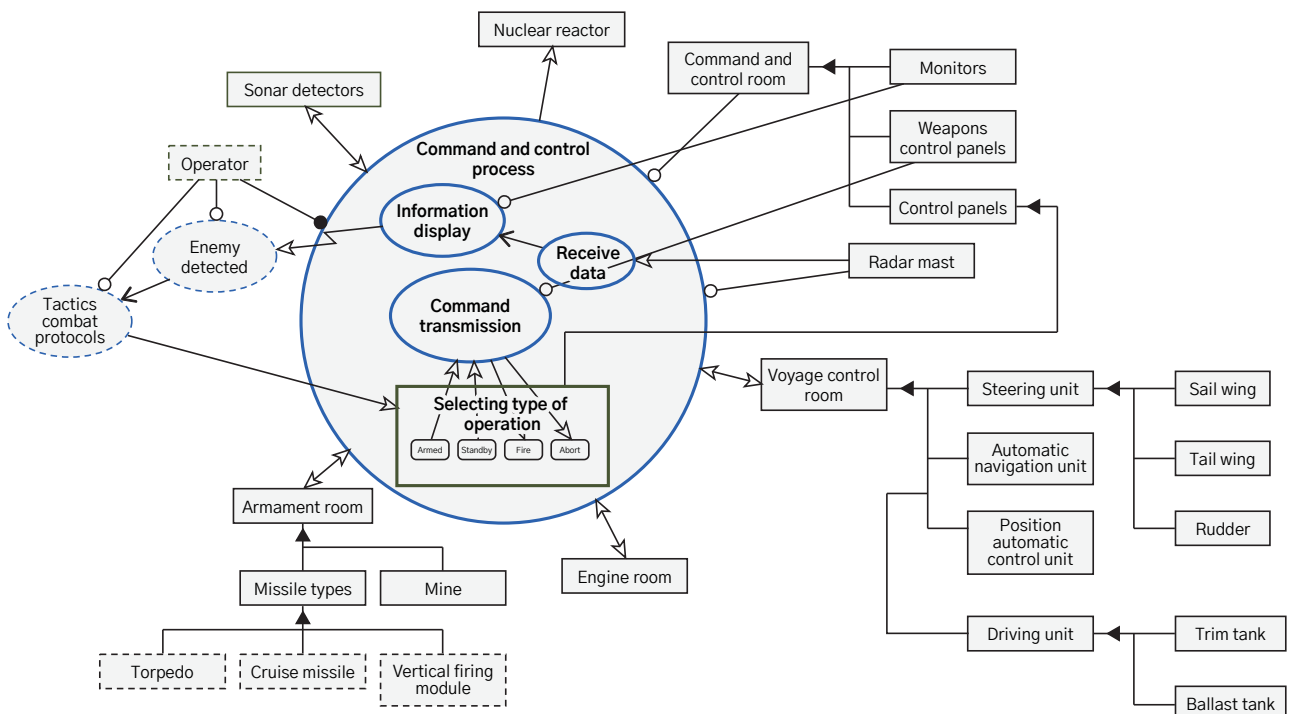 Nuclear reactor
Command and
control room
Monitors
Sonar detectors
Weapons
control panels
Command and control
process
Operator
Information
display
Control panels
Enemy
detected
Receive
data
Radar mast
Tactics
combat
protocols
Command
transmission
Voyage control
room
Steering unit
Sail wing
Selecting type of
operation
Armed
Standby
Fire
Abort
Automatic
navigation unit
Tail wing
Armament room
Position
automatic
control unit
Rudder
Engine room
Missile types
Mine
Driving unit
Trim tank
Torpedo
Cruise missile
Vertical firing
module
Ballast tank